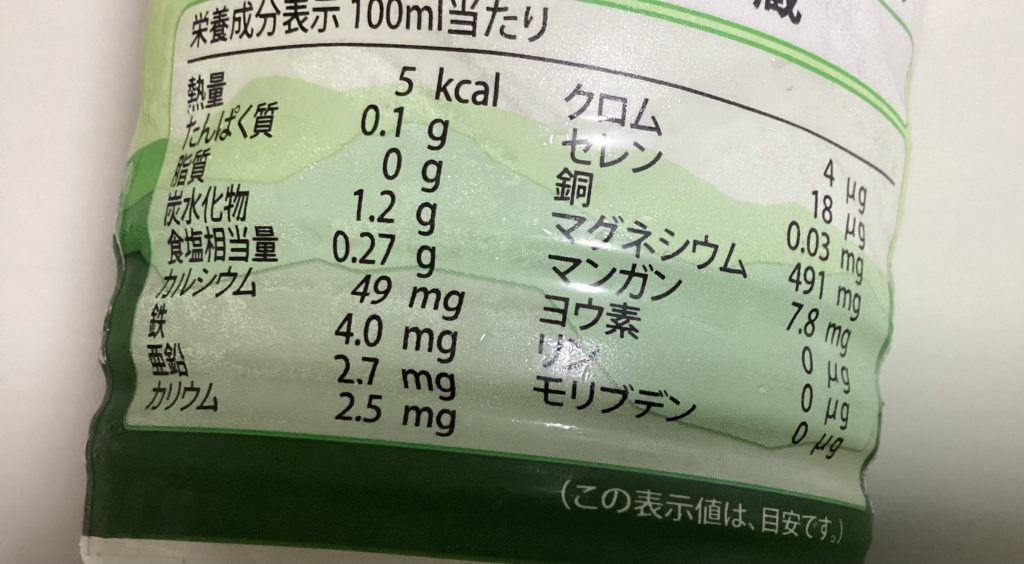 蔵
栄養成分表示 100ml当たり
熱量 5 kcal
たんぱく質 0.1 g
脂質 0 g
炭水化物 1.2 g
食塩相当量 0.27 g
カルシウム 49 mg
鉄 4.0 mg
亜鉛 2.7 mg
カリウム 2.5 mg
クロム 4 μg
セレン 18 μg
銅 0.03 mg
マグネシウム 491 mg
マンガン 7.8 mg
ヨウ素 0 μg
リン 0 μg
モリブデン 0 μg
(この表示値は、目安です。)